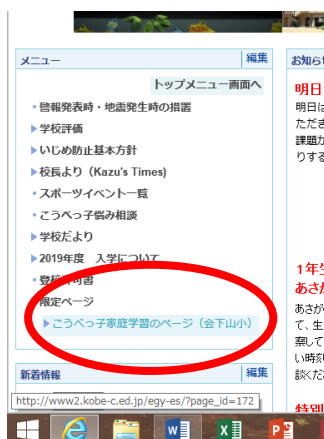 メニュー
編集
お知ら
トップメニュー画面へ
・警報発表時・地震発生時の措置
学校評価
いじめ防止基本方針
校長より（Kazu's Times)
・スポーツイベント一覧
・こうべっ子悩み相談
学校だより
2019年度　入学について
・登校許可書
限定ページ
こうべっ子家庭学習のページ（会下山小）
新着情報
編集
http://www2.kobe-c.ed.jp/egy-es/?page_id=172
明日
明日は
ただき
課題が
りする
1年生
あさか
あさが
て、生
察して
い時刻
談くださ
特別